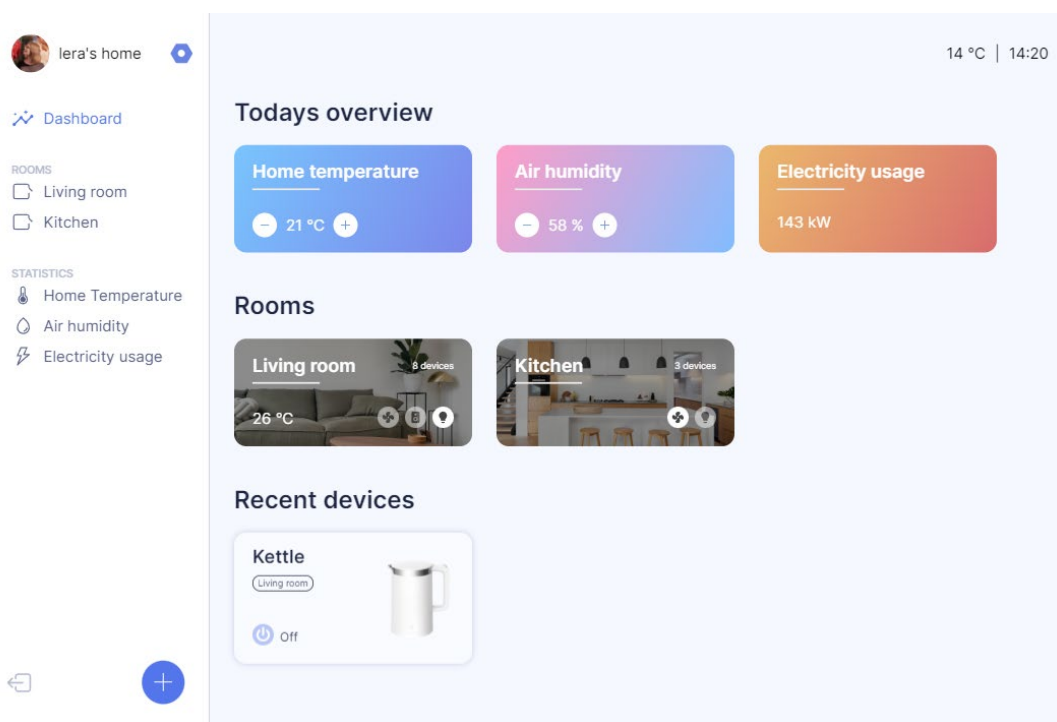 lera's home
14 °C | 14:20
Dashboard
ROOMS
Living room
Kitchen
STATISTICS
Home Temperature
Air humidity
Electricity usage
Todays overview
Home temperature
21 °C
Air humidity
58 %
Electricity usage
143 kW
Rooms
Living room
8 devices
26 °C
Kitchen
3 devices
Recent devices
Kettle
Living room
Off